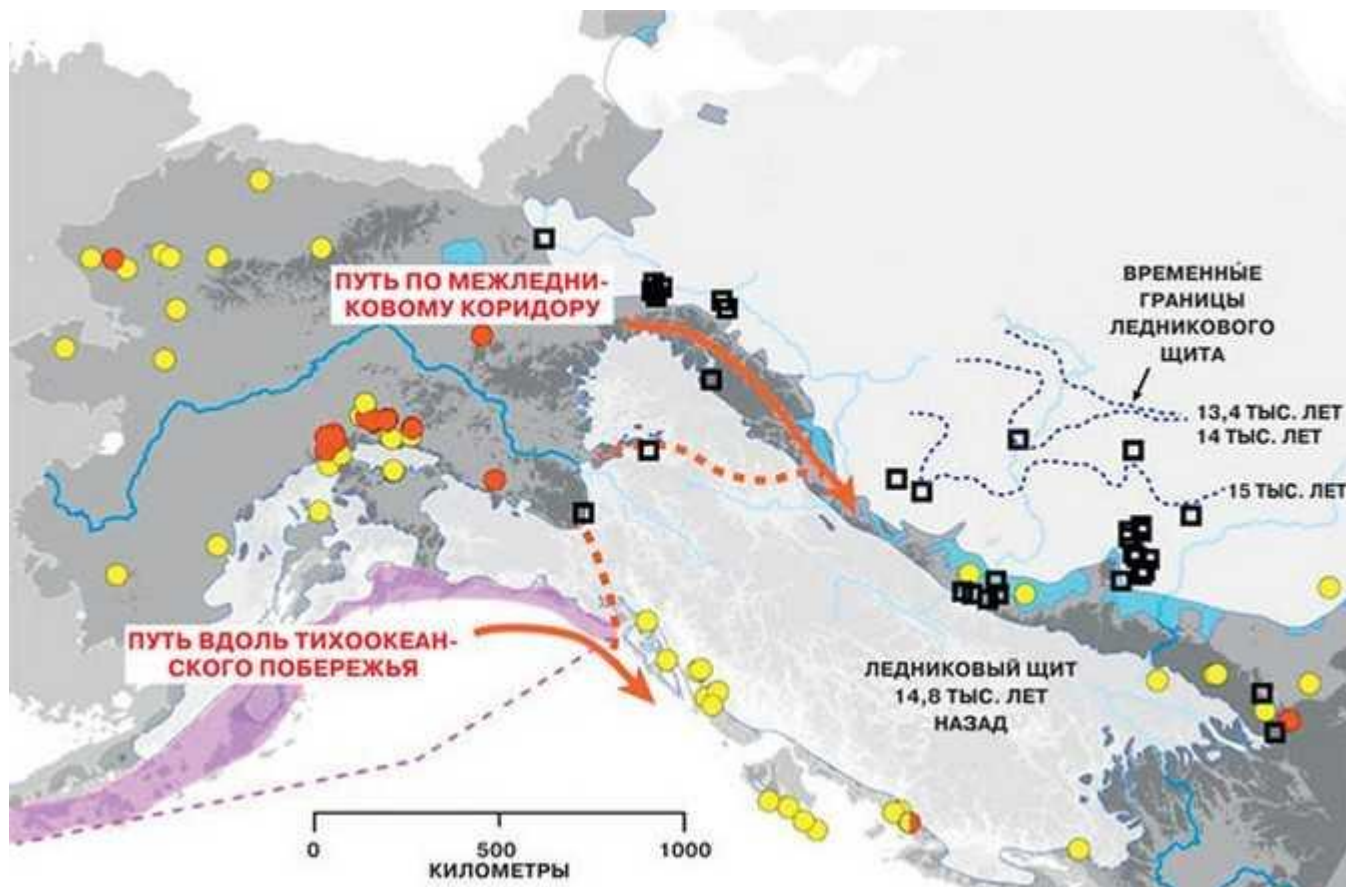 ПУТЬ ПО МЕЖЛЕДНИ-
КОВОМУ КОРИДОРУ
ВРЕМЕННЫЕ
ГРАНИЦЫ
ЛЕДНИКОВОГО
ЩИТА
13,4 ТЫС. ЛЕТ
14 ТЫС. ЛЕТ
15 ТЫС. ЛЕТ
ПУТЬ ВДОЛЬ ТИХООКЕАН-
СКОГО ПОБЕРЕЖЬЯ
ЛЕДНИКОВЫЙ ЩИТ
14,8 ТЫС. ЛЕТ
НАЗАД
0 500 1000
КИЛОМЕТРЫ